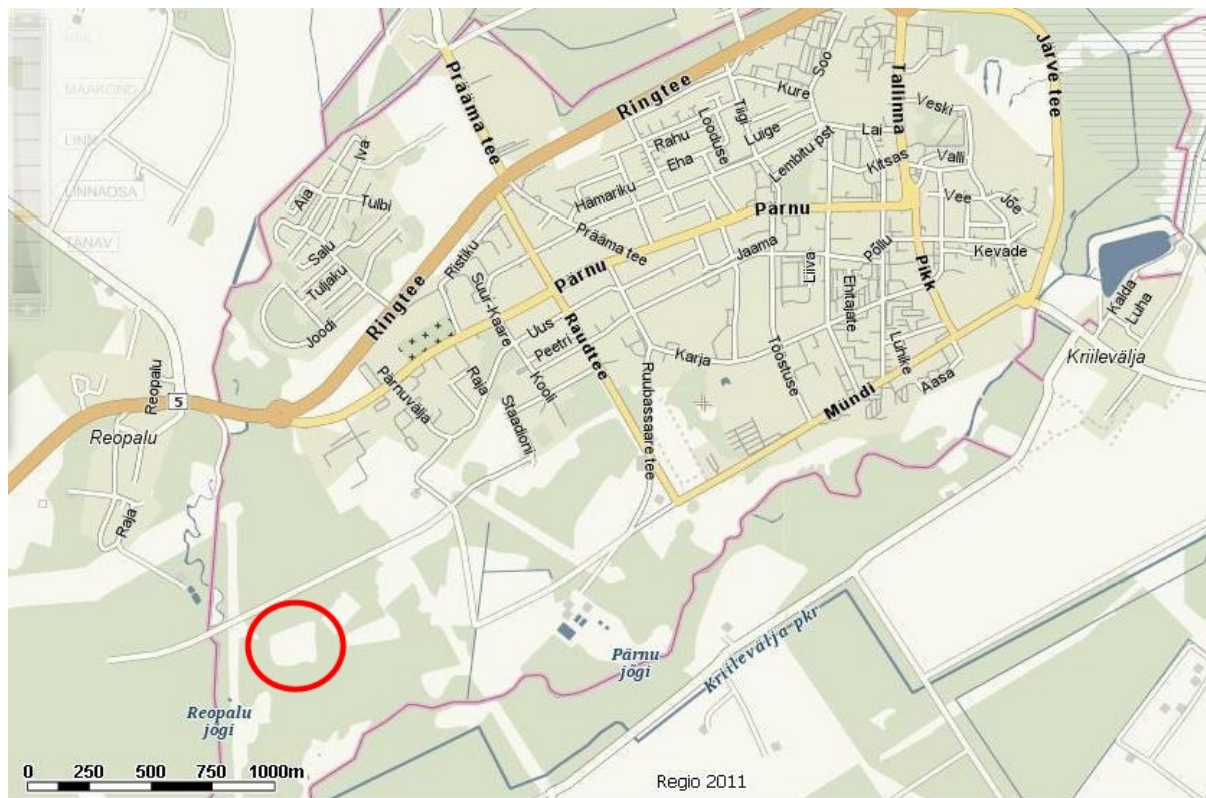 RIIK
MAAKOND
LINN
LINNAOSA
TÄNAV
Prääma tee
Ringtee
Tallinna
Järve tee
Soo
Kure
Tiigi
Looduse
Luige
Rahu
Eha
Hämariku
Lembitu pst
Lai
Kitsas
Veski
Valli
Vee
Jõe
Kevade
Iva
Aia
Tulbi
Salu
Tuljaku
Joodi
Ringtee
Ristiku
Suur-Kaare
Prääma tee
Pärnu
Pärnu
Jaama
Liiva
Põllu
Ehitajate
Pikk
Kalda
Luha
Kriilevälja
Uus
Peetri
Raudtee
Karja
Tööstuse
Lühike
Aasa
Mündi
Raja
Kooli
Pärnuvälja
Staadioni
Ruubassaare tee
Reopalu
5
Reopalu
Raja
Pärnu
jõgi
Kriilevälja-pkr
Reopalu
jõgi
0 250 500 750 1000m
Regio 2011